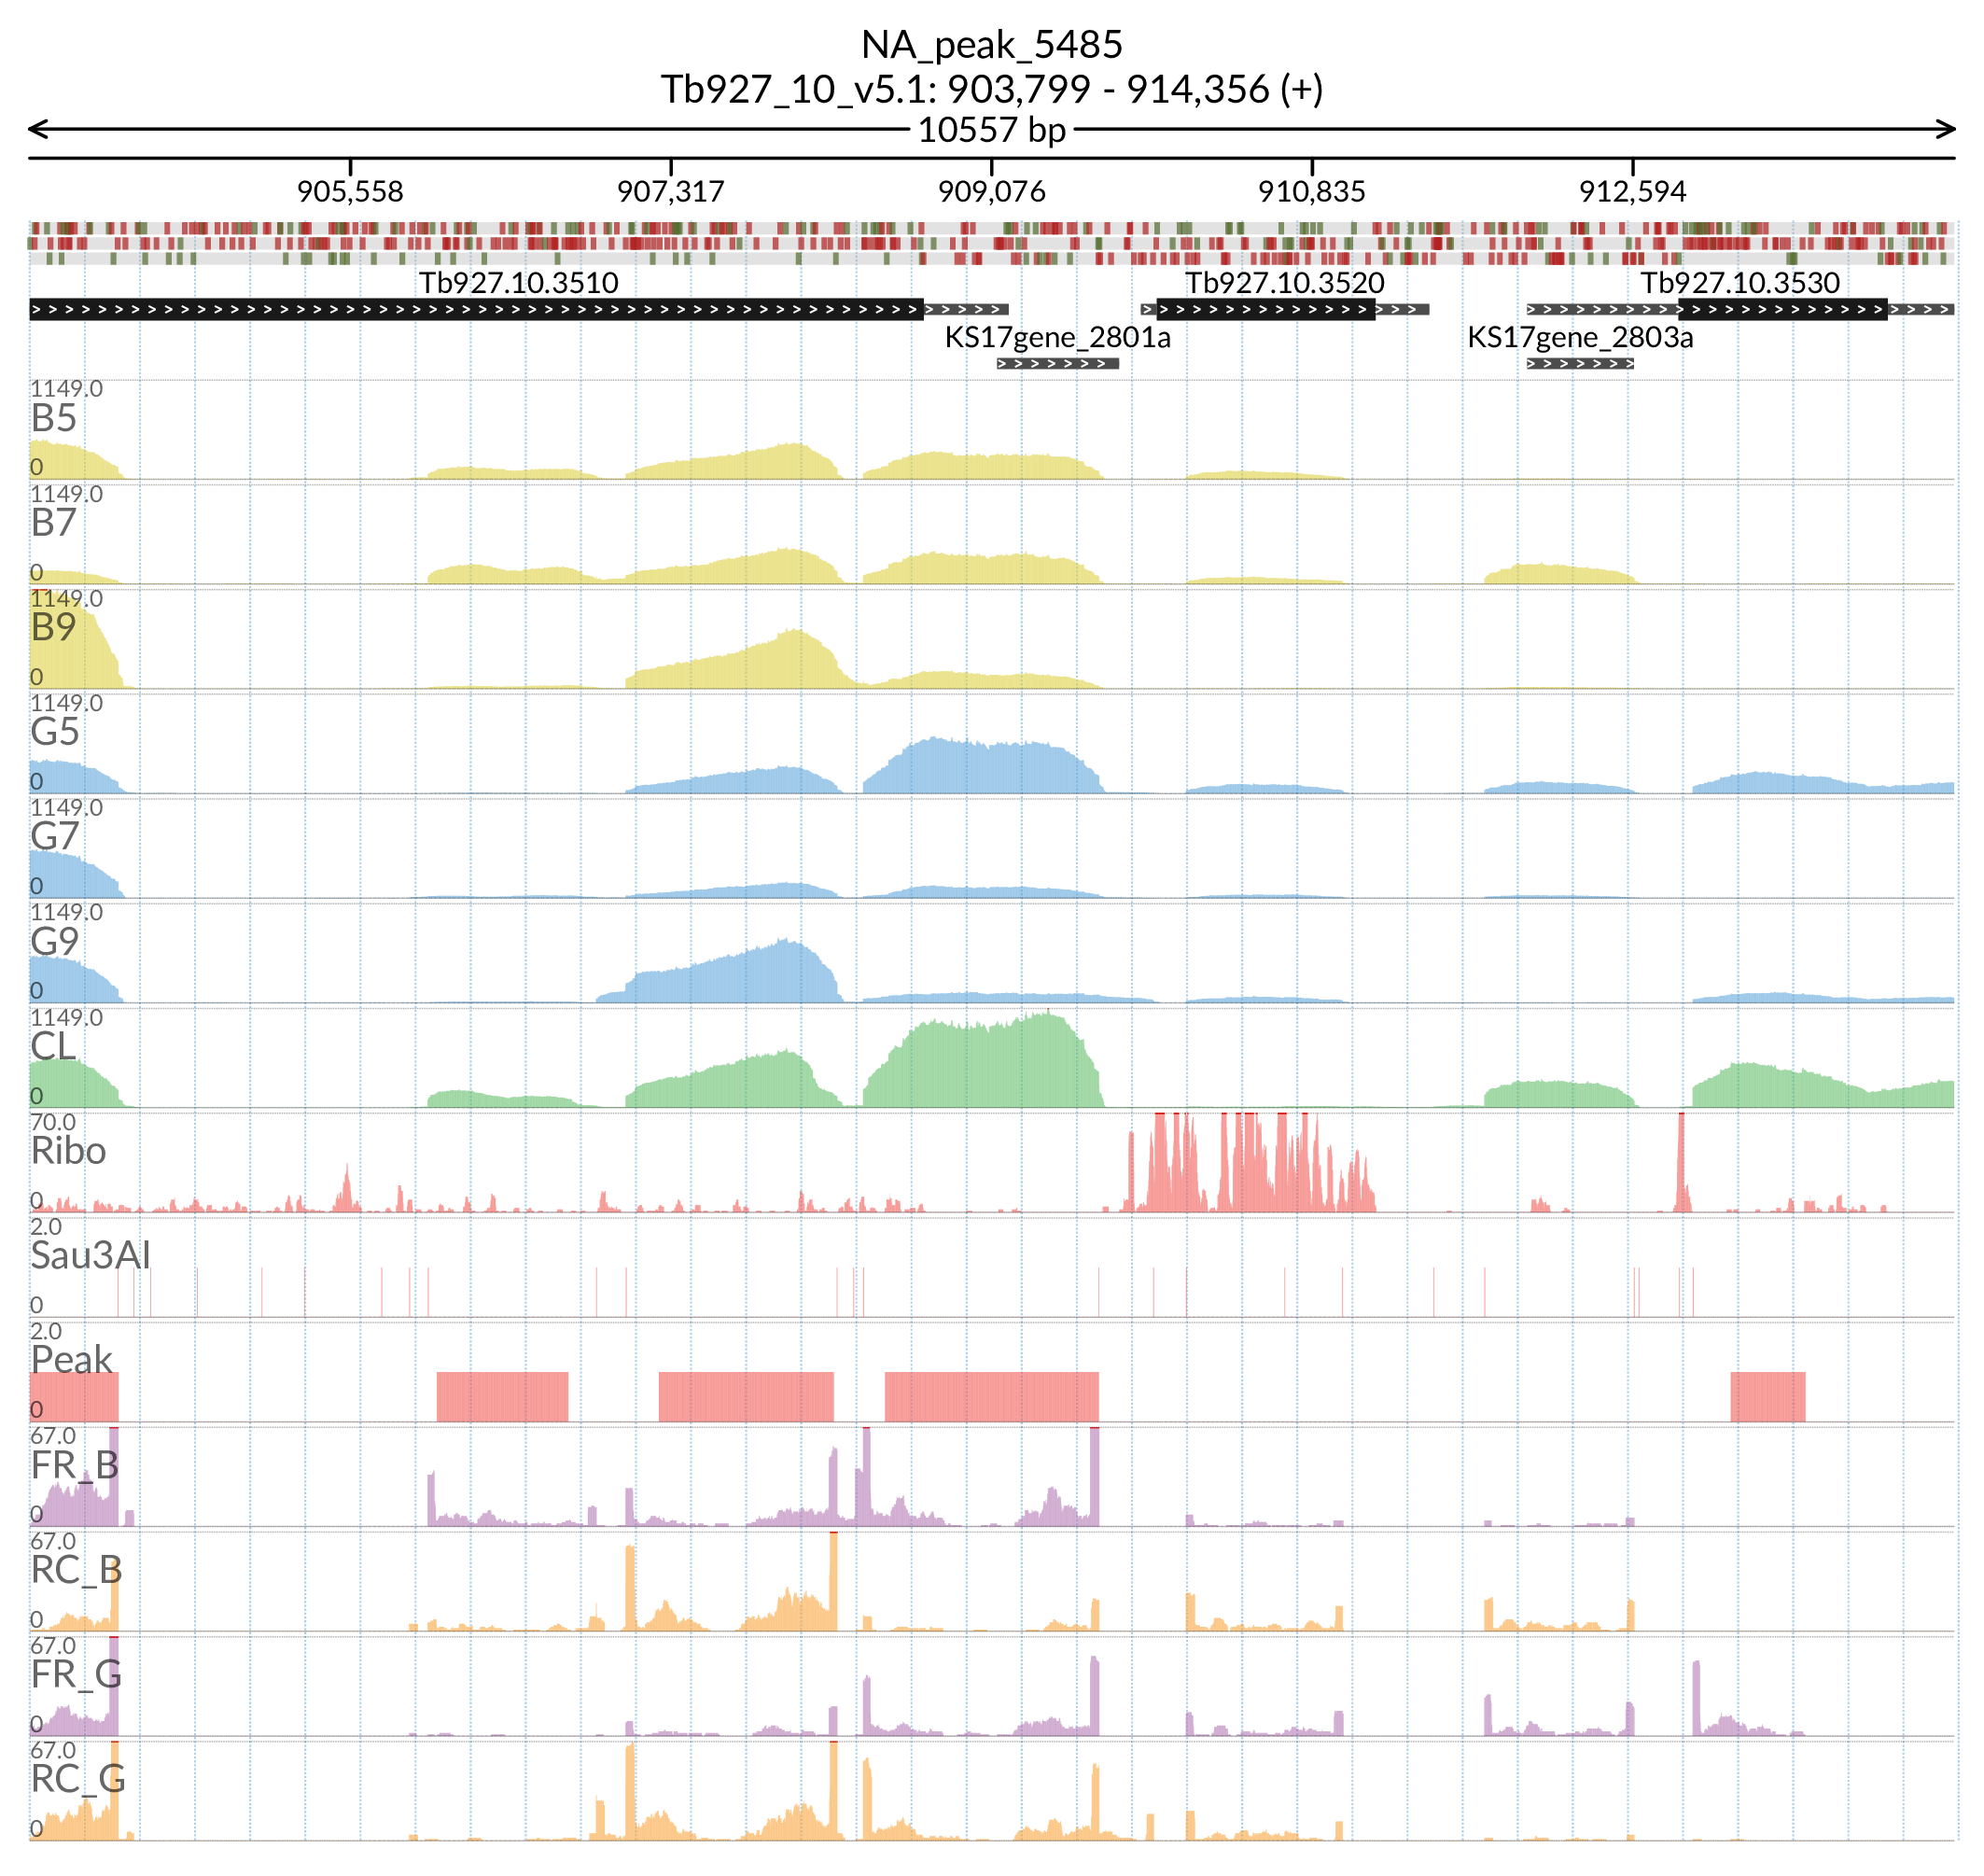 NA_peak_5485
Tb927_10_v5.1: 903,799 - 914,356 (+)
10557 bp
905,558 907,317 909,076 910,835 912,594
Tb927.10.3510 Tb927.10.3520 Tb927.10.3530
KS17gene_2801a KS17gene_2803a
1149.0
B5
0
1149.0
B7
0
1149.0
B9
0
1149.0
G5
0
1149.0
G7
0
1149.0
G9
0
1149.0
CL
0
70.0
Ribo
0
2.0
Sau3AI
0
2.0
Peak
0
67.0
FR_B
0
67.0
RC_B
0
67.0
FR_G
0
67.0
RC_G
0